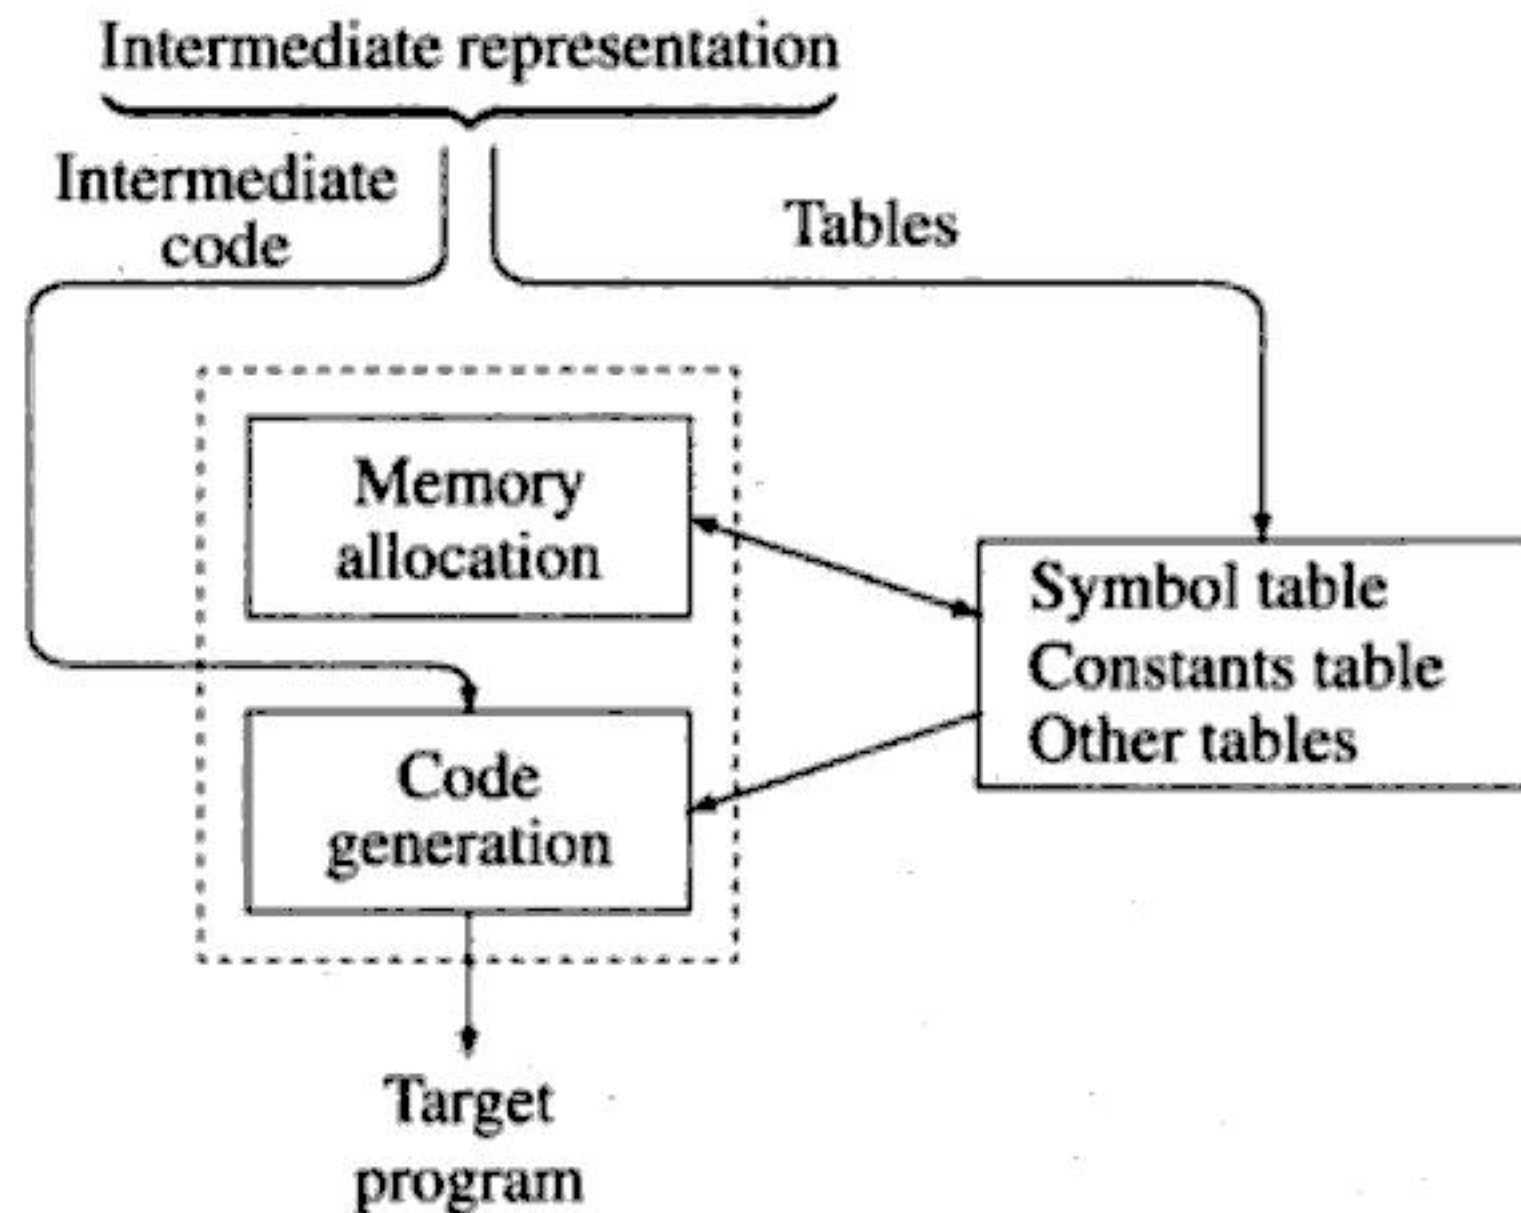 Intermediate representation
Intermediate
code
Tables
Memory
allocation
Symbol table
Constants table
Other tables
Code
generation
Target
program